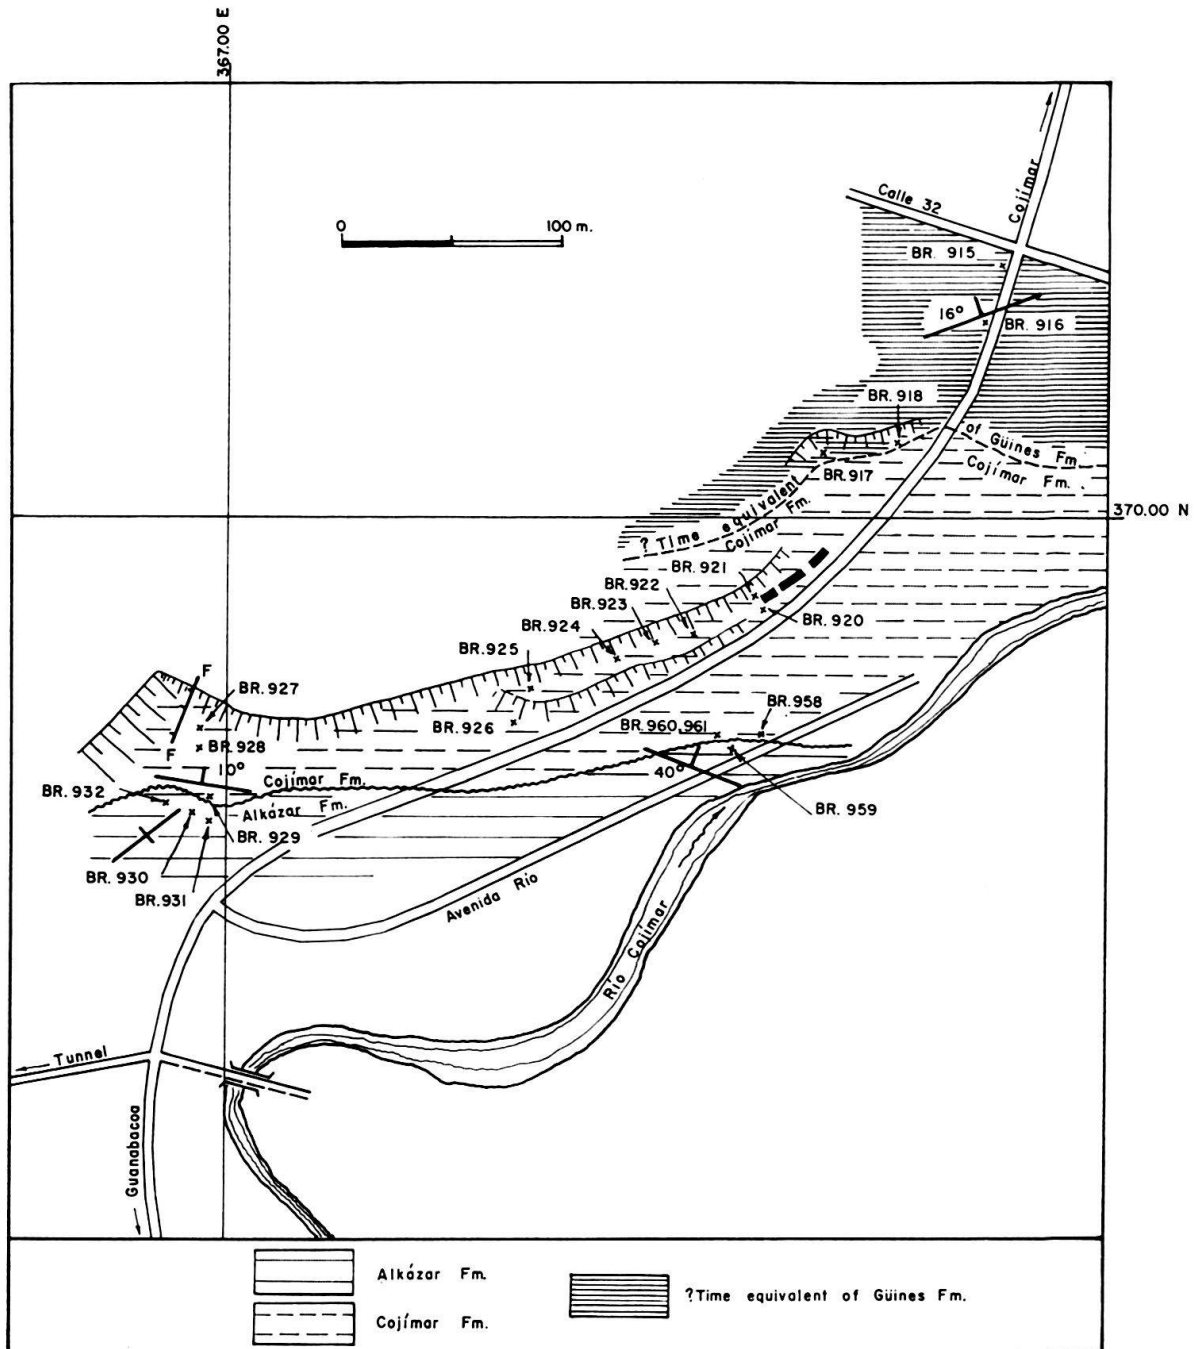 367.00 E
0
100 m.
Calle 32
Cojímar
BR. 915
16°
BR. 916
BR. 918
of Güines Fm
Cojímar Fm.
BR. 917
370.00 N
? Time equivalent
Cojímar Fm.
BR. 921
BR. 922
BR. 923
BR. 924
BR. 920
BR. 925
F
BR. 927
BR. 926
BR. 958
BR. 960, 961
F
BR. 928
10°
Cojímar Fm.
40°
BR. 932
Alkázar Fm.
BR. 959
BR. 929
BR. 930
BR. 931
Avenida Río
Río Cojímar
Tunnel
Guanabacoa
Alkázar Fm.
?Time equivalent of Güines Fm.
Cojímar Fm.